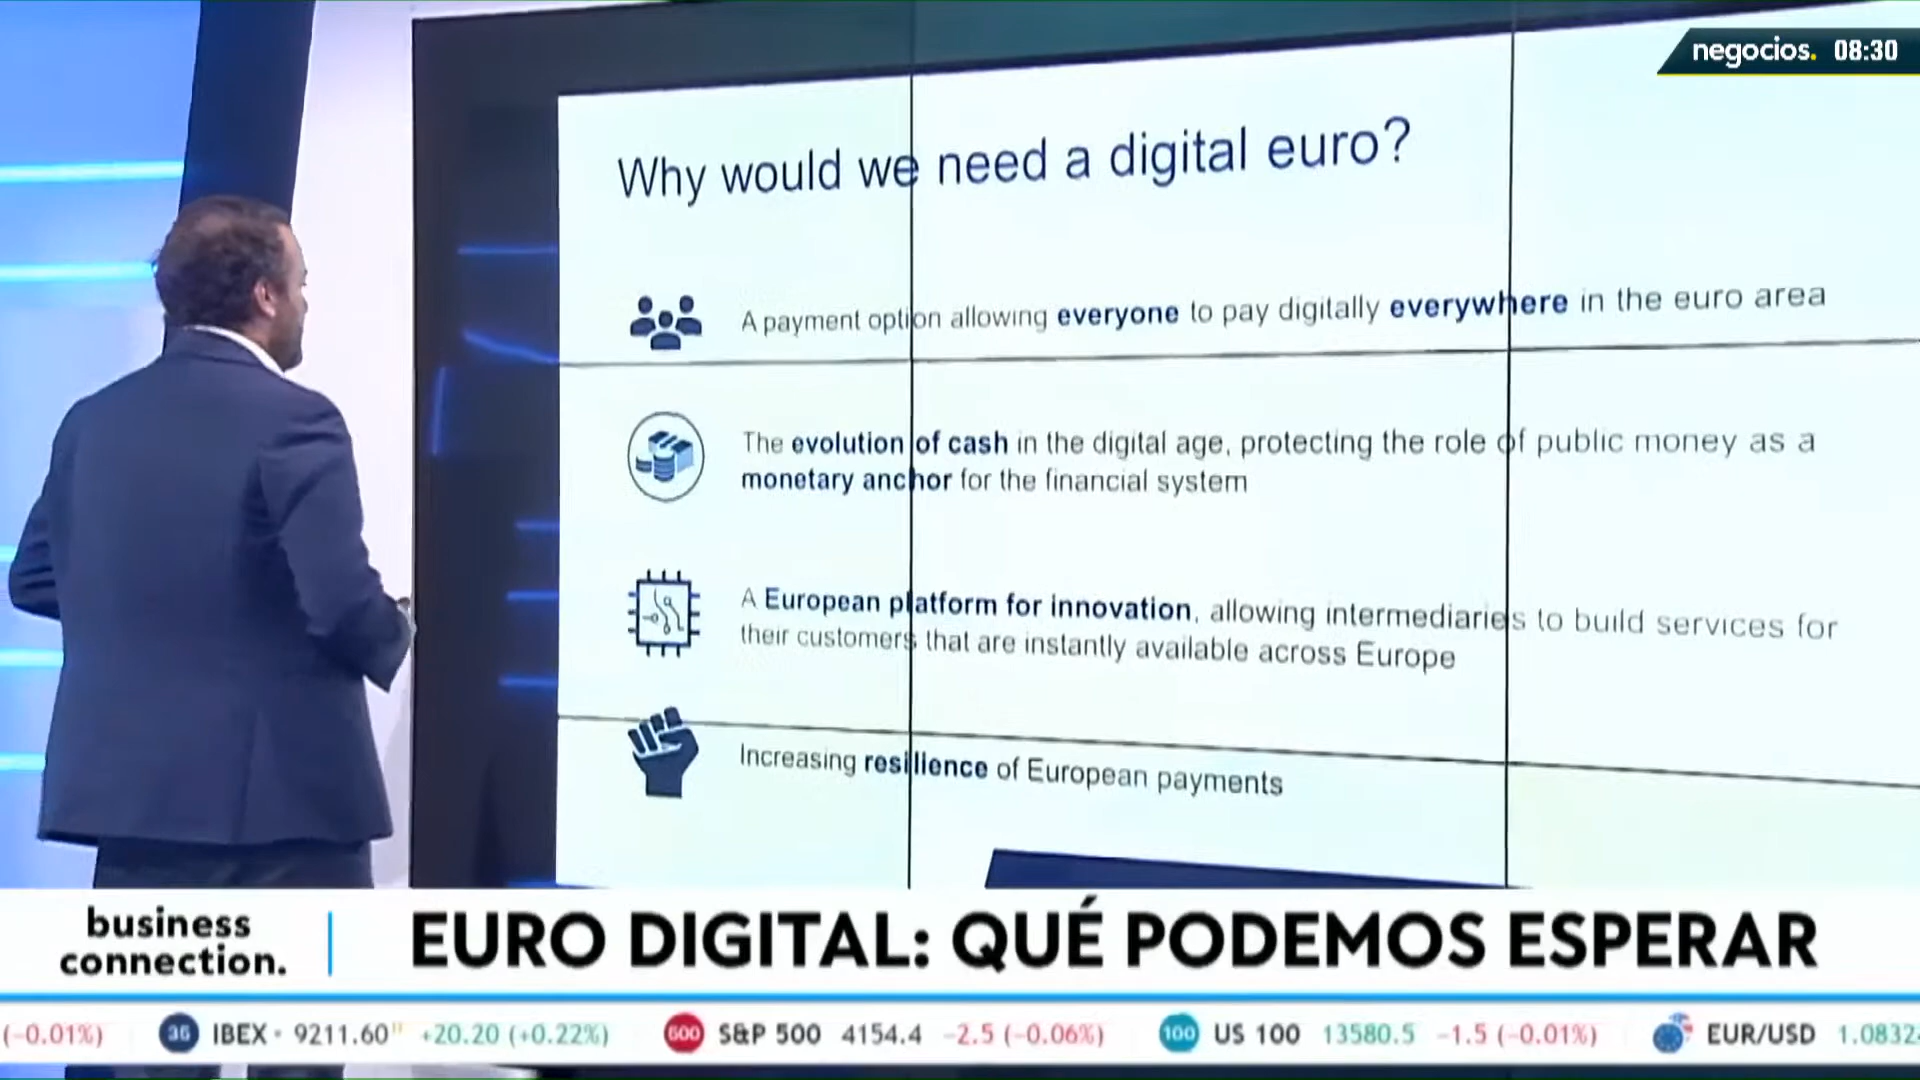 negocios. 08:30
Why would we need a digital euro?
A payment option allowing everyone to pay digitally everywhere in the euro area
The evolution of cash in the digital age, protecting the role of public money as a
monetary anchor for the financial system
A European platform for innovation, allowing intermediaries to build services for
their customers that are instantly available across Europe
Increasing resilience of European payments
business
connection.
EURO DIGITAL: QUÉ PODEMOS ESPERAR
(-0.01%) 35 IBEX 9211.60 +20.20 (+0.22%) 500 S&P 500 4154.4 -2.5 (-0.06%) 100 US 100 13580.5 -1.5 (-0.01%) EUR/USD 1.0832